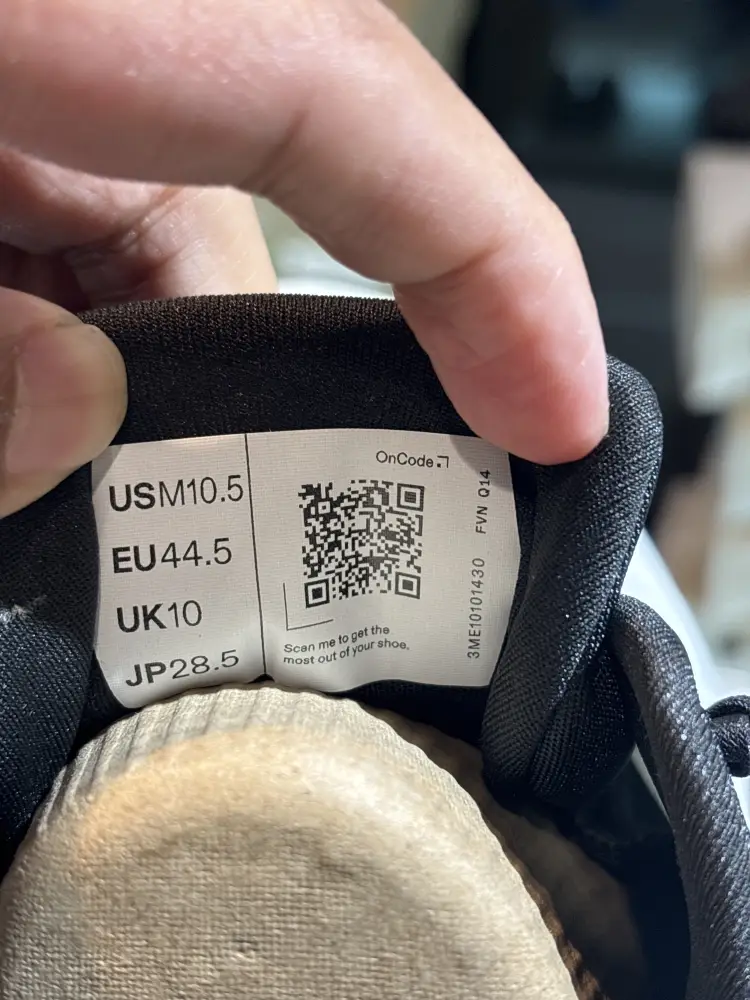 USM10.5
EU44.5
UK10
JP28.5
OnCode
Scan me to get the
most out of your shoe.
3ME10101430 FVN Q14